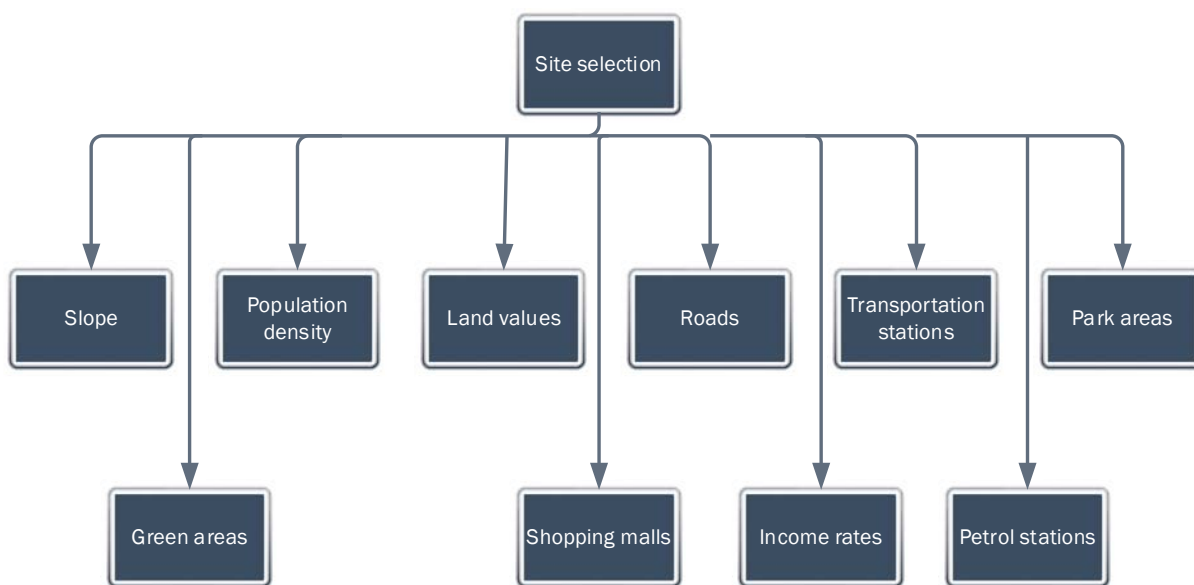 Site selection
Slope
Population
density
Land values
Roads
Transportation
stations
Park areas
Green areas
Shopping malls
Income rates
Petrol stations